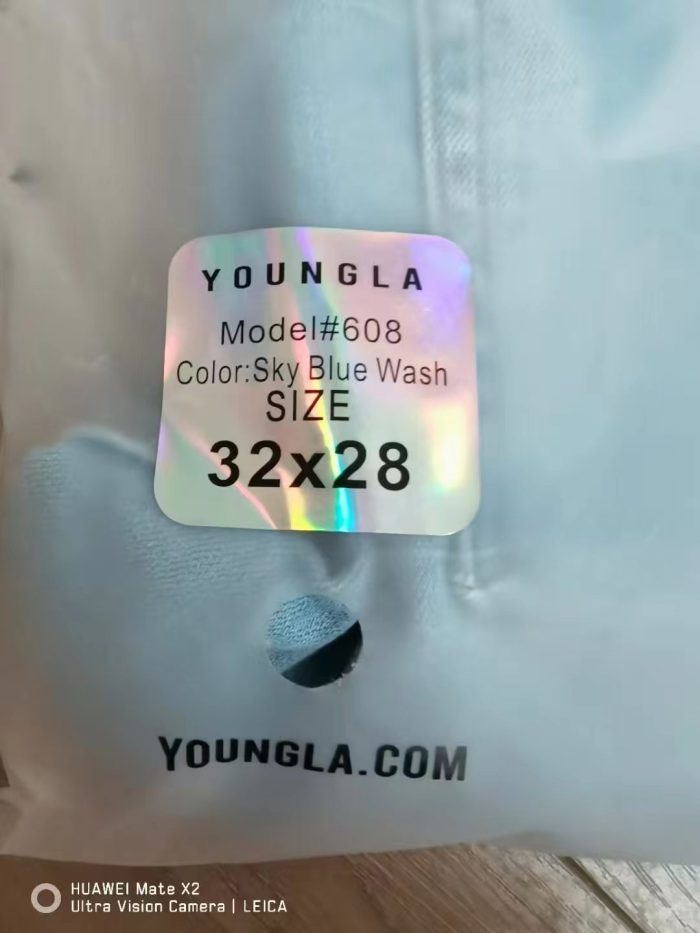 YOUNGLA
Model#608
Color:Sky Blue Wash
SIZE
32x28
YOUNGLA.COM
HUAWEI Mate X2
Ultra Vision Camera | LEICA